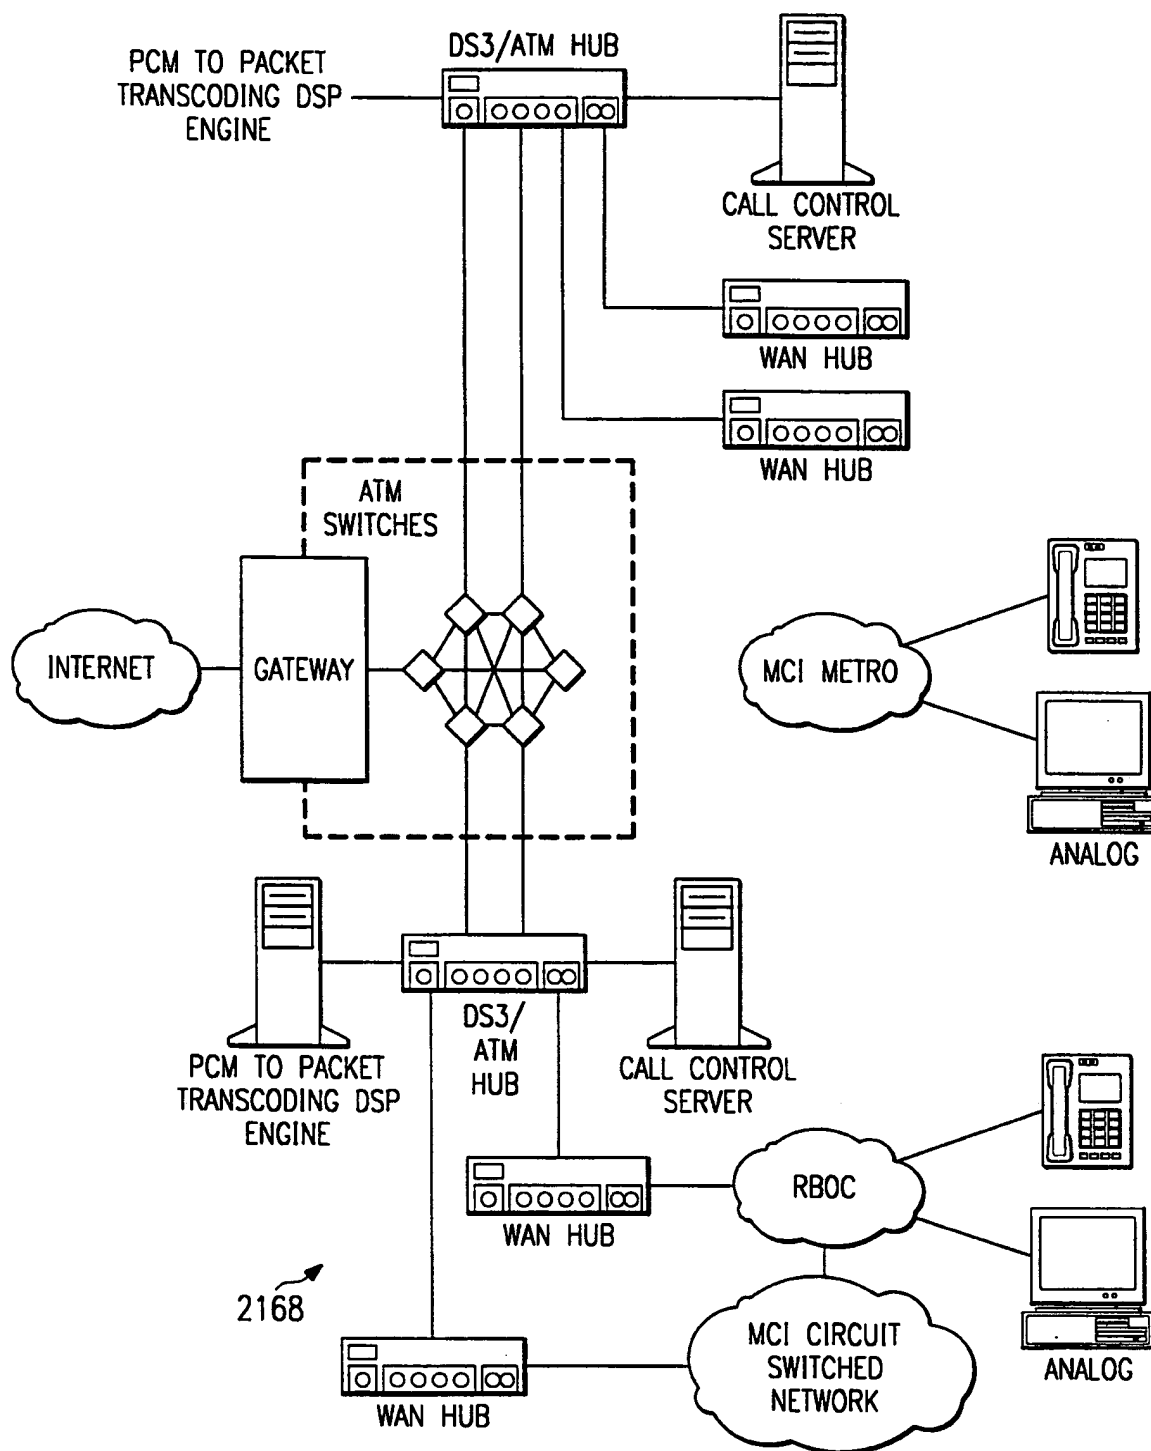 DS3/ATM HUB
PCM TO PACKET
TRANSCODING DSP
ENGINE
CALL CONTROL
SERVER
WAN HUB
WAN HUB
ATM
SWITCHES
INTERNET
GATEWAY
MCI METRO
ANALOG
DS3/
ATM
HUB
PCM TO PACKET
TRANSCODING DSP
ENGINE
CALL CONTROL
SERVER
RBOC
WAN HUB
2168
MCI CIRCUIT
SWITCHED
NETWORK
ANALOG
WAN HUB